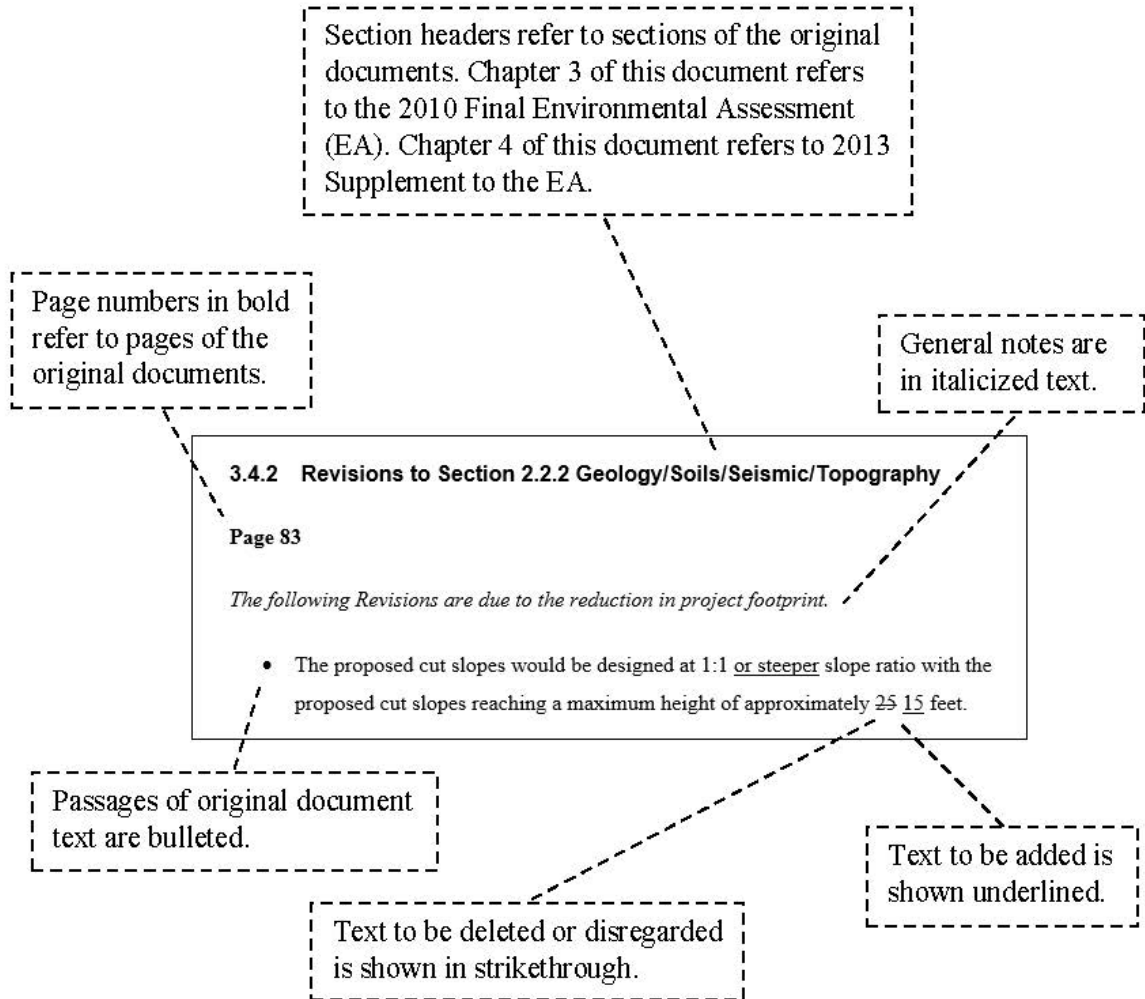 Section headers refer to sections of the original
documents. Chapter 3 of this document refers
to the 2010 Final Environmental Assessment
(EA). Chapter 4 of this document refers to 2013
Supplement to the EA.
Page numbers in bold
refer to pages of the
original documents.
General notes are
in italicized text.
3.4.2 Revisions to Section 2.2.2 Geology/Soils/Seismic/Topography
Page 83
The following Revisions are due to the reduction in project footprint.
• The proposed cut slopes would be designed at 1:1 or steeper slope ratio with the
proposed cut slopes reaching a maximum height of approximately 25 15 feet.
Passages of original document
text are bulleted.
Text to be added is
shown underlined.
Text to be deleted or disregarded
is shown in strikethrough.